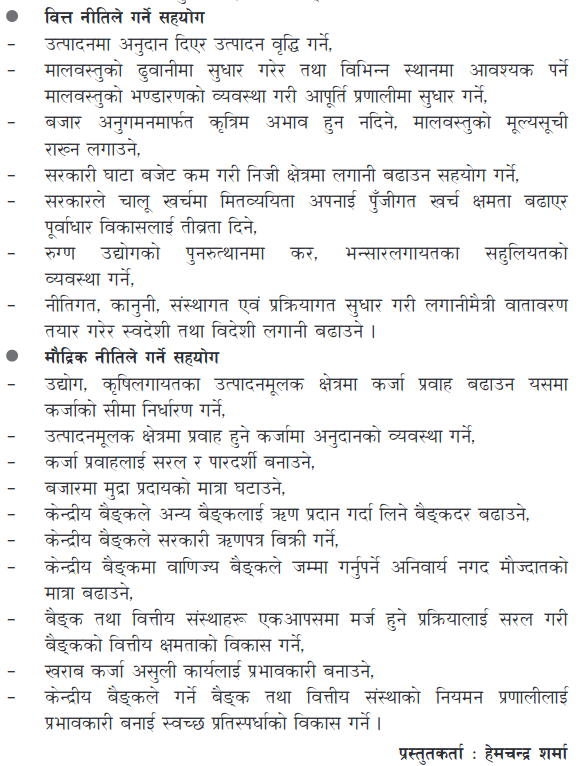 ● वित्त नीतिले गर्ने सहयोग
– उत्पादनमा अनुदान दिएर उत्पादन वृद्धि गर्ने,
– मालवस्तुको ढुवानीमा सुधार गरेर तथा विभिन्न स्थानमा आवश्यक पर्ने
मालवस्तुको भण्डारणको व्यवस्था गरी आपूर्ति प्रणालीमा सुधार गर्ने,
– बजार अनुगमनमार्फत कृत्रिम अभाव हुन नदिने, मालवस्तुको मूल्यसूची
राख्न लगाउने,
– सरकारी घाटा बजेट कम गरी निजी क्षेत्रमा लगानी बढाउन सहयोग गर्ने,
– सरकारले चालू खर्चमा मितव्ययिता अपनाई पुँजीगत खर्च क्षमता बढाएर
पूर्वाधार विकासलाई तीव्रता दिने,
– रुग्ण उद्योगको पुनरुत्थानमा कर, भन्सारलगायतका सहुलियतको
व्यवस्था गर्ने,
– नीतिगत, कानुनी, संस्थागत एवं प्रक्रियागत सुधार गरी लगानीमैत्री वातावरण
तयार गरेर स्वदेशी तथा विदेशी लगानी बढाउने ।
● मौद्रिक नीतिले गर्ने सहयोग
– उद्योग, कृषिलगायतका उत्पादनमूलक क्षेत्रमा कर्जा प्रवाह बढाउन यसमा
कर्जाको सीमा निर्धारण गर्ने,
– उत्पादनमूलक क्षेत्रमा प्रवाह हुने कर्जामा अनुदानको व्यवस्था गर्ने,
– कर्जा प्रवाहलाई सरल र पारदर्शी बनाउने,
– बजारमा मुद्रा प्रदायको मात्रा घटाउने,
– केन्द्रीय बैङ्कले अन्य बैङ्कलाई ऋण प्रदान गर्दा लिने बैङ्कदर बढाउने,
– केन्द्रीय बैङ्कले सरकारी ऋणपत्र बिक्री गर्ने,
– केन्द्रीय बैङ्कमा वाणिज्य बैङ्कले जम्मा गर्नुपर्ने अनिवार्य नगद मौज्दातको
मात्रा बढाउने,
– बैङ्क तथा वित्तीय संस्थाहरू एकआपसमा मर्ज हुने प्रक्रियालाई सरल गरी
बैङ्कको वित्तीय क्षमताको विकास गर्ने,
– खराब कर्जा असुली कार्यलाई प्रभावकारी बनाउने,
– केन्द्रीय बैङ्कले गर्ने बैङ्क तथा वित्तीय संस्थाको नियमन प्रणालीलाई
प्रभावकारी बनाई स्वच्छ प्रतिस्पर्धाको विकास गर्ने ।
प्रस्तुतकर्ता : हेमचन्द्र शर्मा